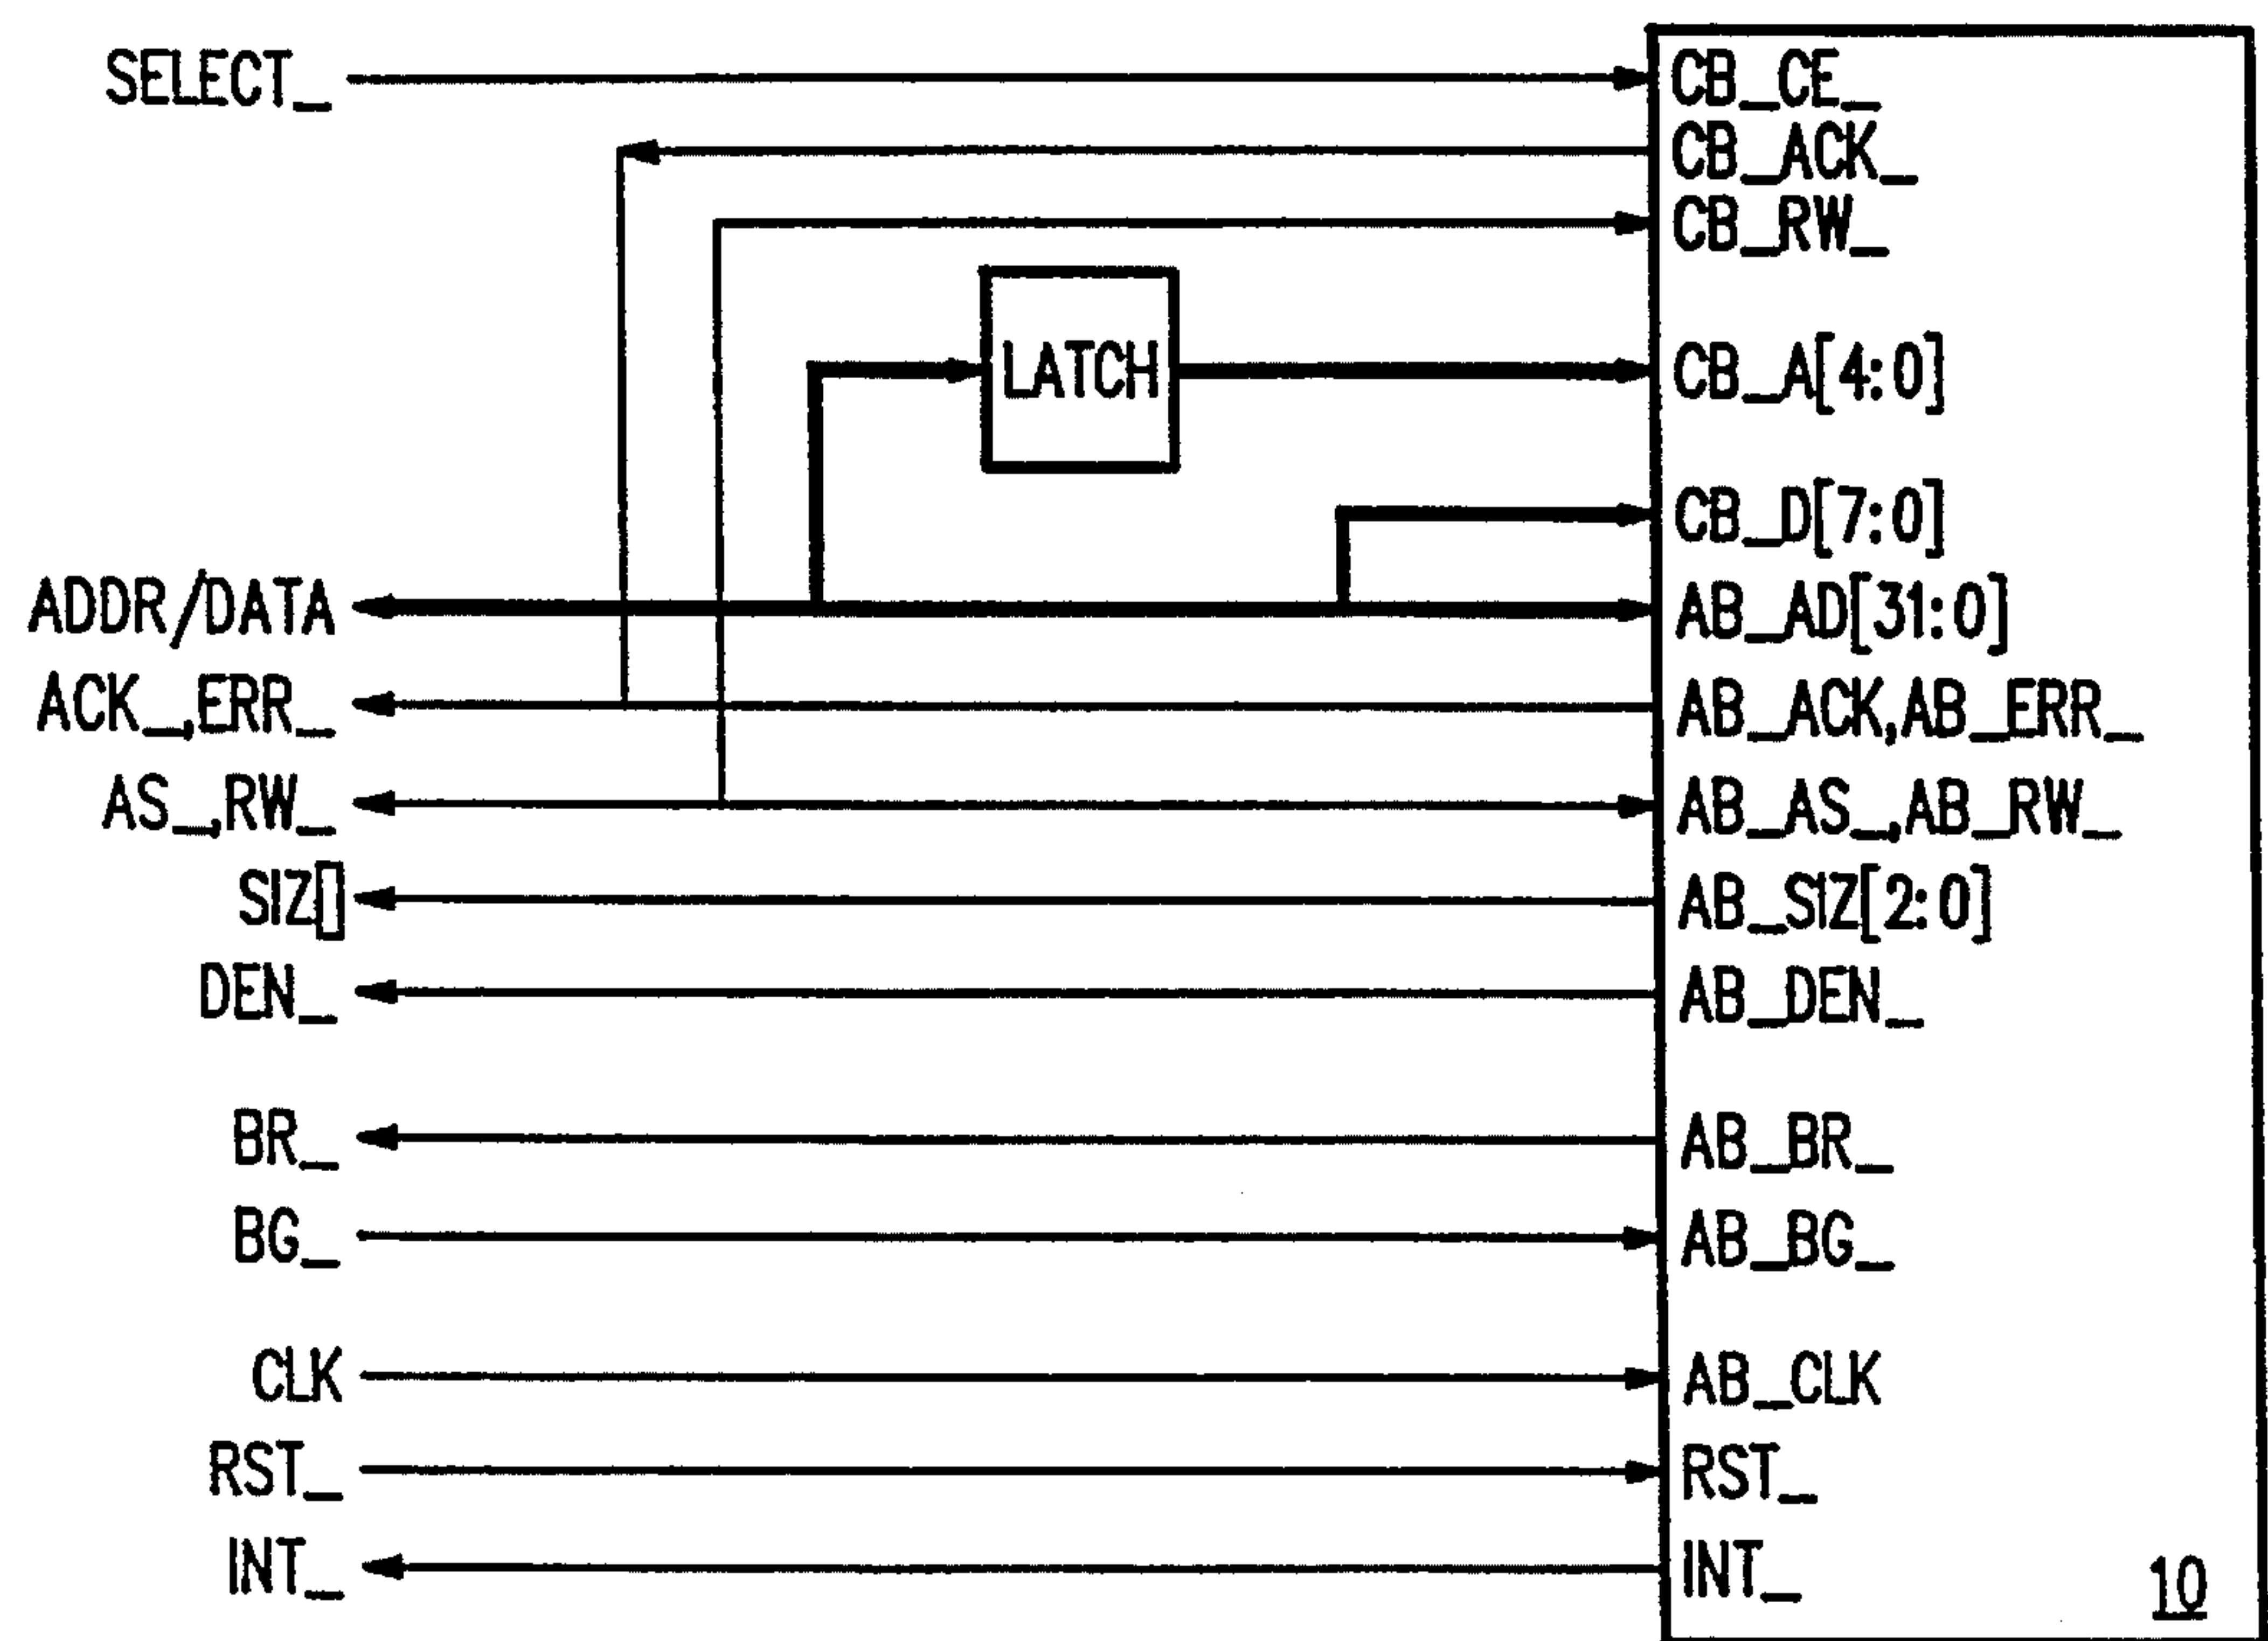 SELECT_ CB_CE_
CB_ACK_
CB_RW_
LATCH CB_A[4:0]
CB_D[7:0]
ADDR/DATA AB_AD[31:0]
ACK_,ERR_ AB_ACK,AB_ERR_
AS_,RW_ AB_AS_,AB_RW_
SIZ[] AB_SIZ[2:0]
DEN_ AB_DEN_
BR_ AB_BR_
BG_ AB_BG_
CLK AB_CLK
RST_ RST_
INT_ INT_ 10